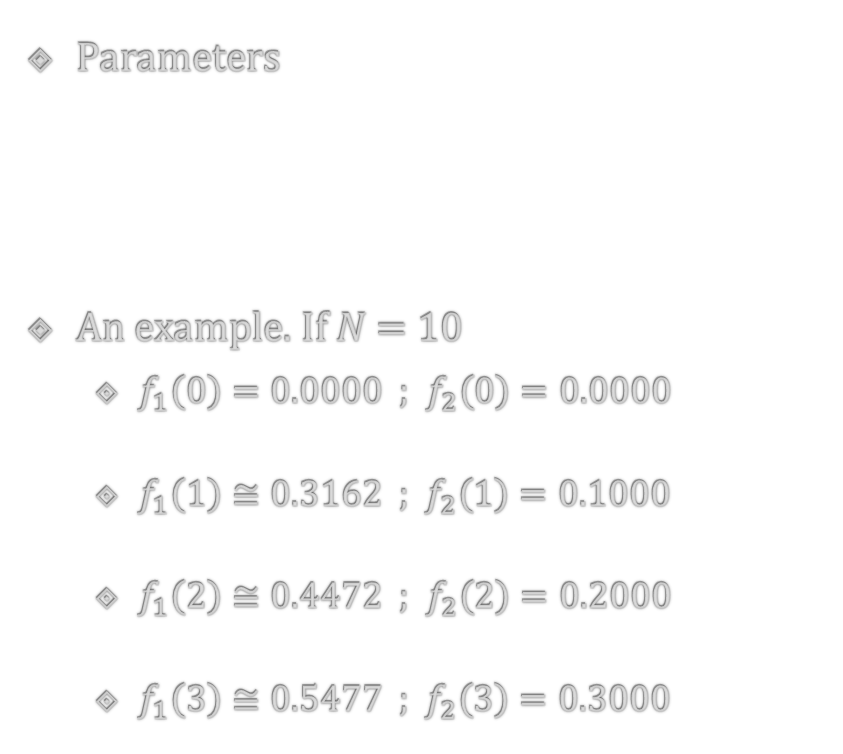 Parameters
An example. If N = 10
f₁(0) = 0.0000 ; f₂(0) = 0.0000
f₁(1) ≅ 0.3162 ; f₂(1) = 0.1000
f₁(2) ≅ 0.4472 ; f₂(2) = 0.2000
f₁(3) ≅ 0.5477 ; f₂(3) = 0.3000